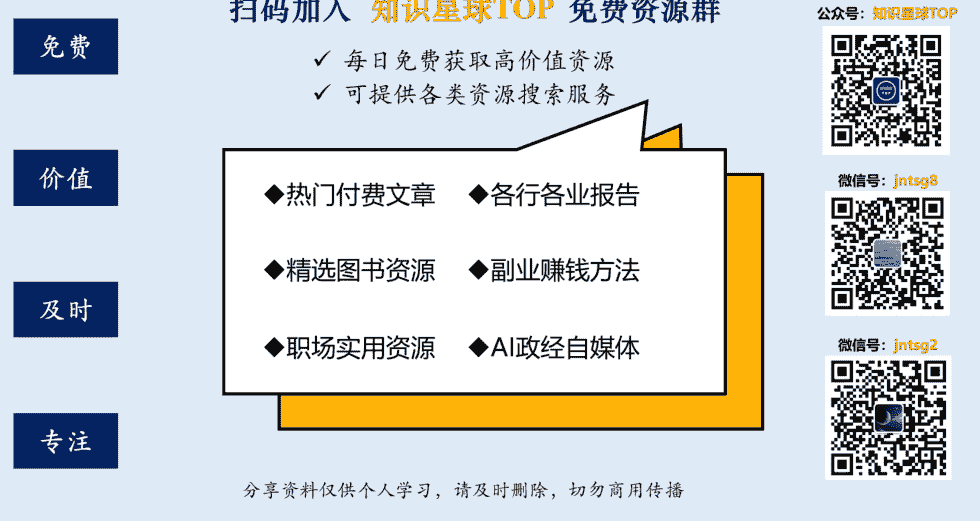 扫码加入 知识星球TOP 免费资源群
✓ 每日免费获取高价值资源
✓ 可提供各类资源搜索服务
免费
价值
及时
专注
◆热门付费文章 ◆各行各业报告
◆精选图书资源 ◆副业赚钱方法
◆职场实用资源 ◆AI政经自媒体
公众号：知识星球TOP
微信号：jntsg8
微信号：jntsg2
分享资料仅供个人学习，请及时删除，切勿商用传播